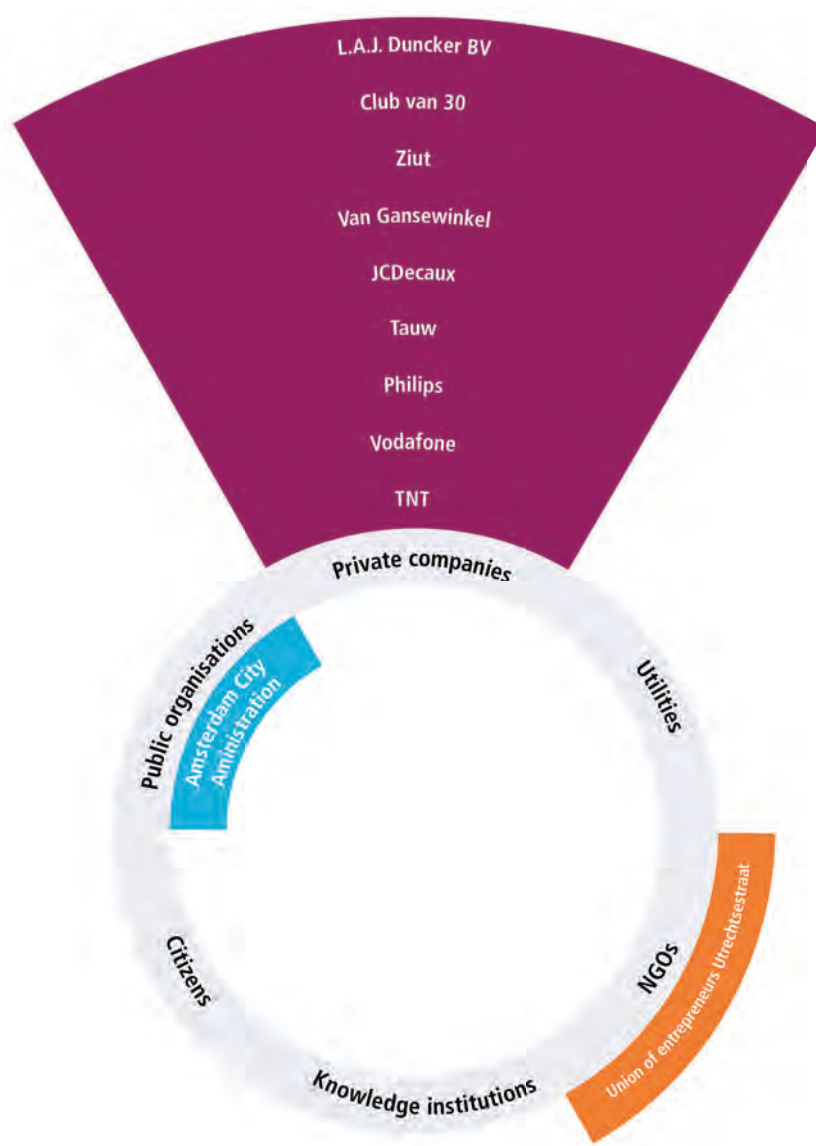 L.A.J. Duncker BV
Club van 30
Ziut
Van Gansewinkel
JCDecaux
Tauw
Philips
Vodafone
TNT
Private companies
Public organisations
Amsterdam City
Aministration
Utilities
Citizens
NGOs
Union of entrepreneurs Utrechtsestraat
Knowledge institutions